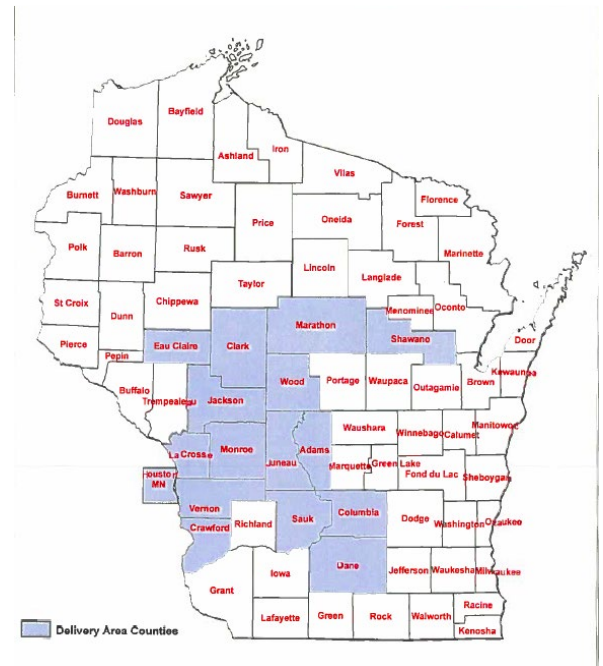 Douglas
Bayfield
Ashland
Iron
Vilas
Burnett
Washburn
Sawyer
Price
Oneida
Forest
Florence
Marinette
Polk
Barron
Rusk
Lincoln
Langlade
Taylor
St Croix
Dunn
Chippewa
Marathon
Menominee
Oconto
Door
Pierce
Pepin
Eau Claire
Clark
Shawano
Kewaunee
Buffalo
Trempealeau
Jackson
Wood
Portage
Waupaca
Outagamie
Brown
Waushara
Winnebago
Calumet
Manitowoc
La Crosse
Monroe
Juneau
Adams
Marquette
Green Lake
Fond du Lac
Sheboygan
Houston
MN
Vernon
Crawford
Richland
Sauk
Columbia
Dodge
Washington
Ozaukee
Grant
Iowa
Dane
Jefferson
Waukesha
Milwaukee
Lafayette
Green
Rock
Walworth
Racine
Kenosha
Delivery Area Counties